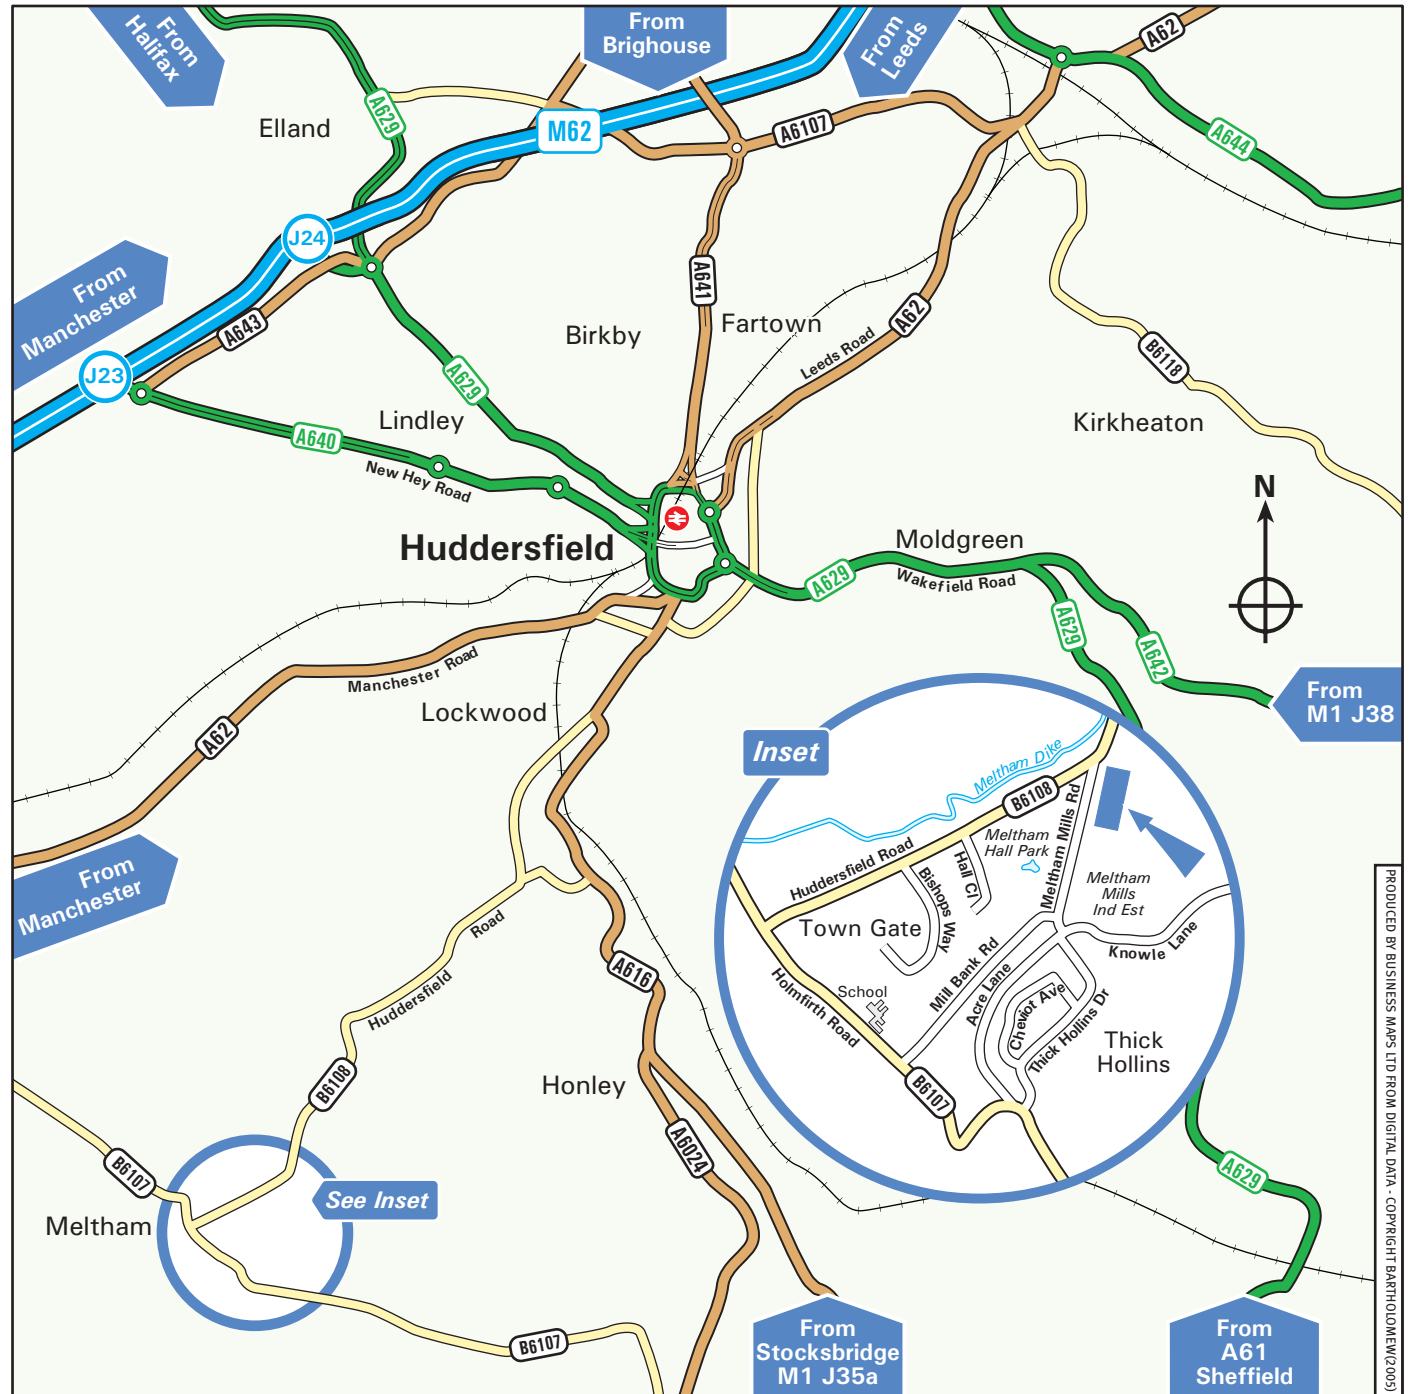 From
Halifax
From
Brighouse
From
Leeds
A62
A629
Elland
M62
A6107
A644
J24
From
Manchester
A643
A641
Birkby
Fartown
A62
Leeds Road
J23
A629
B6118
Lindley
A640
New Hey Road
Kirkheaton
N
Huddersfield
Moldgreen
A629
Wakefield Road
A629
A642
Manchester Road
A62
Lockwood
From
M1 J38
Inset
Meltham Dike
B6108
Meltham
Hall Park
Meltham Mills Rd
Huddersfield Road
Hall Cl
Bishops Way
Meltham
Mills
Ind Est
Town Gate
Mill Bank Rd
Acre Lane
Knowle Lane
Holmfirth Road
School
Cheviot Ave
Thick Hollins Dr
Thick
Hollins
B6107
From
Manchester
Huddersfield Road
A616
B6108
Honley
A6024
B6107
See Inset
Meltham
A629
B6107
From
Stocksbridge
M1 J35a
From
A61
Sheffield
PRODUCED BY BUSINESS MAPS LTD FROM DIGITAL DATA - COPYRIGHT BARTHOLOMEW(2005)